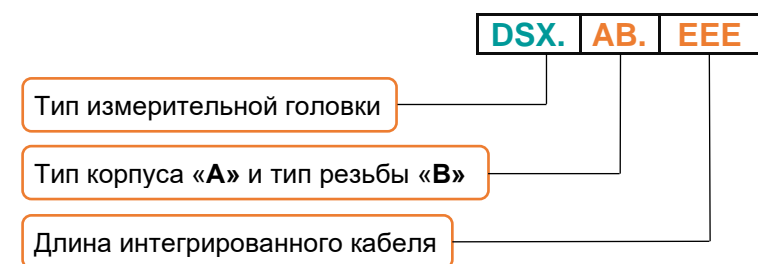 DSX. AB. EEE
Тип измерительной головки
Тип корпуса «А» и тип резьбы «В»
Длина интегрированного кабеля